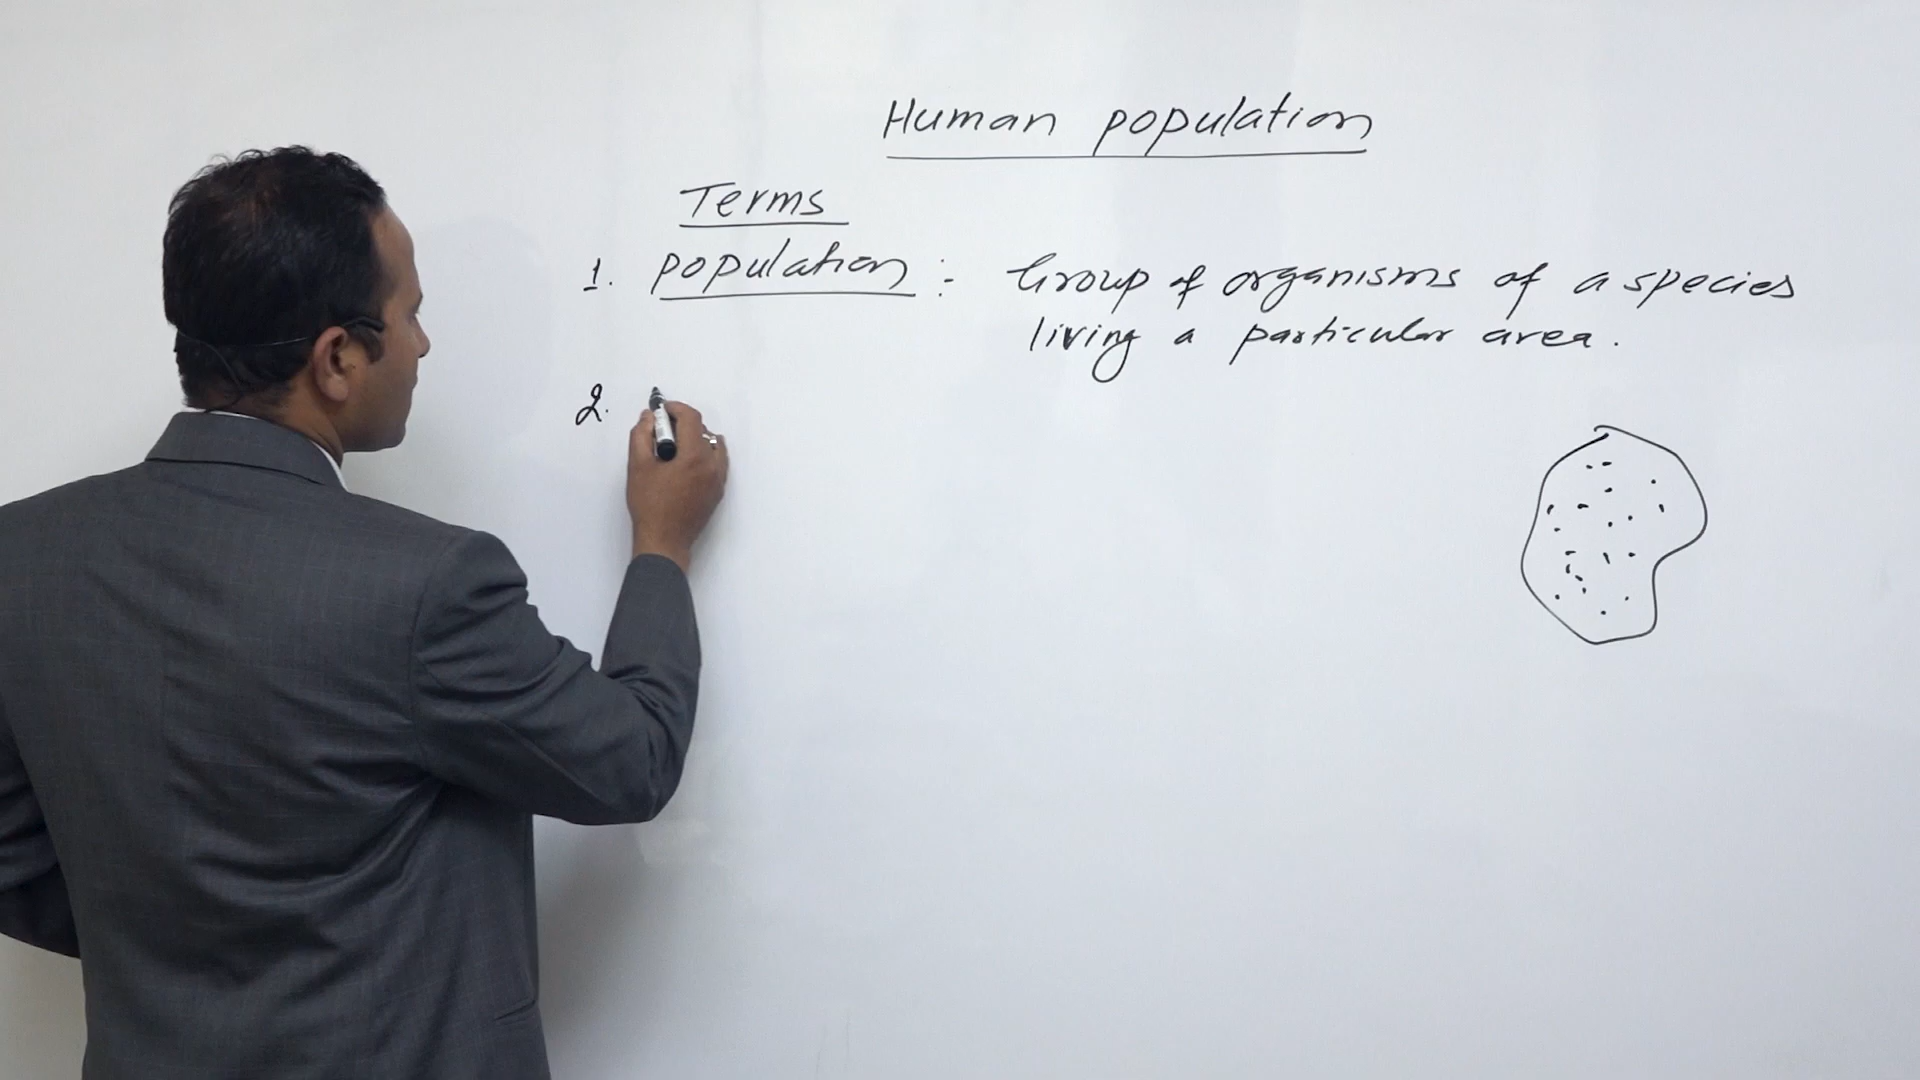 Human population
Terms
1. population :- Group of organisms of a species
living a particular area.
2.